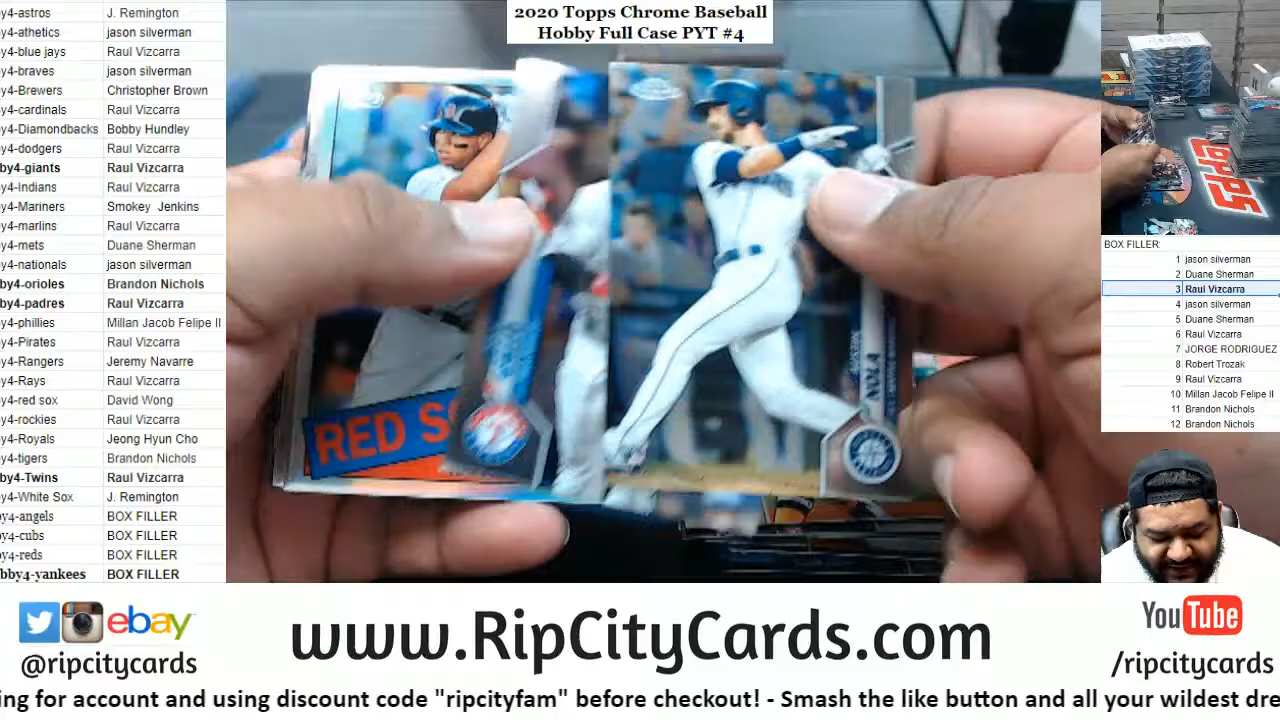 2020 Topps Chrome Baseball
Hobby Full Case PYT #4
y4-astros J. Remington
y4-athetics jason silverman
y4-blue jays Raul Vizcarra
y4-braves jason silverman
y4-Brewers Christopher Brown
y4-cardinals Raul Vizcarra
y4-Diamondbacks Bobby Hundley
y4-dodgers Raul Vizcarra
by4-giants Raul Vizcarra
y4-Indians Raul Vizcarra
y4-Mariners Smokey Jenkins
y4-marlins Raul Vizcarra
y4-mets Duane Sherman
y4-nationals jason silverman
by4-orioles Brandon Nichols
by4-padres Raul Vizcarra
y4-phillies Millan Jacob Felipe II
y4-Pirates Raul Vizcarra
y4-Rangers Jeremy Navarre
y4-Rays Raul Vizcarra
y4-red sox David Wong
y4-rockies Raul Vizcarra
y4-Royals Jeong Hyun Cho
y4-tigers Brandon Nichols
by4-Twins Raul Vizcarra
y4-White Sox J. Remington
y4-angels BOX FILLER
y4-cubs BOX FILLER
y4-reds BOX FILLER
bby4-yankees BOX FILLER
RED S
NOLA
topps
BOX FILLER:
1 jason silverman
2 Duane Sherman
3 Raul Vizcarra
4 jason silverman
5 Duane Sherman
6 Raul Vizcarra
7 JORGE RODRIGUEZ
8 Robert Trozak
9 Raul Vizcarra
10 Millan Jacob Felipe II
11 Brandon Nichols
12 Brandon Nichols
ebay
@ripcitycards
www.RipCityCards.com
YouTube
/ripcitycards
ing for account and using discount code "ripcityfam" before checkout! - Smash the like button and all your wildest dre